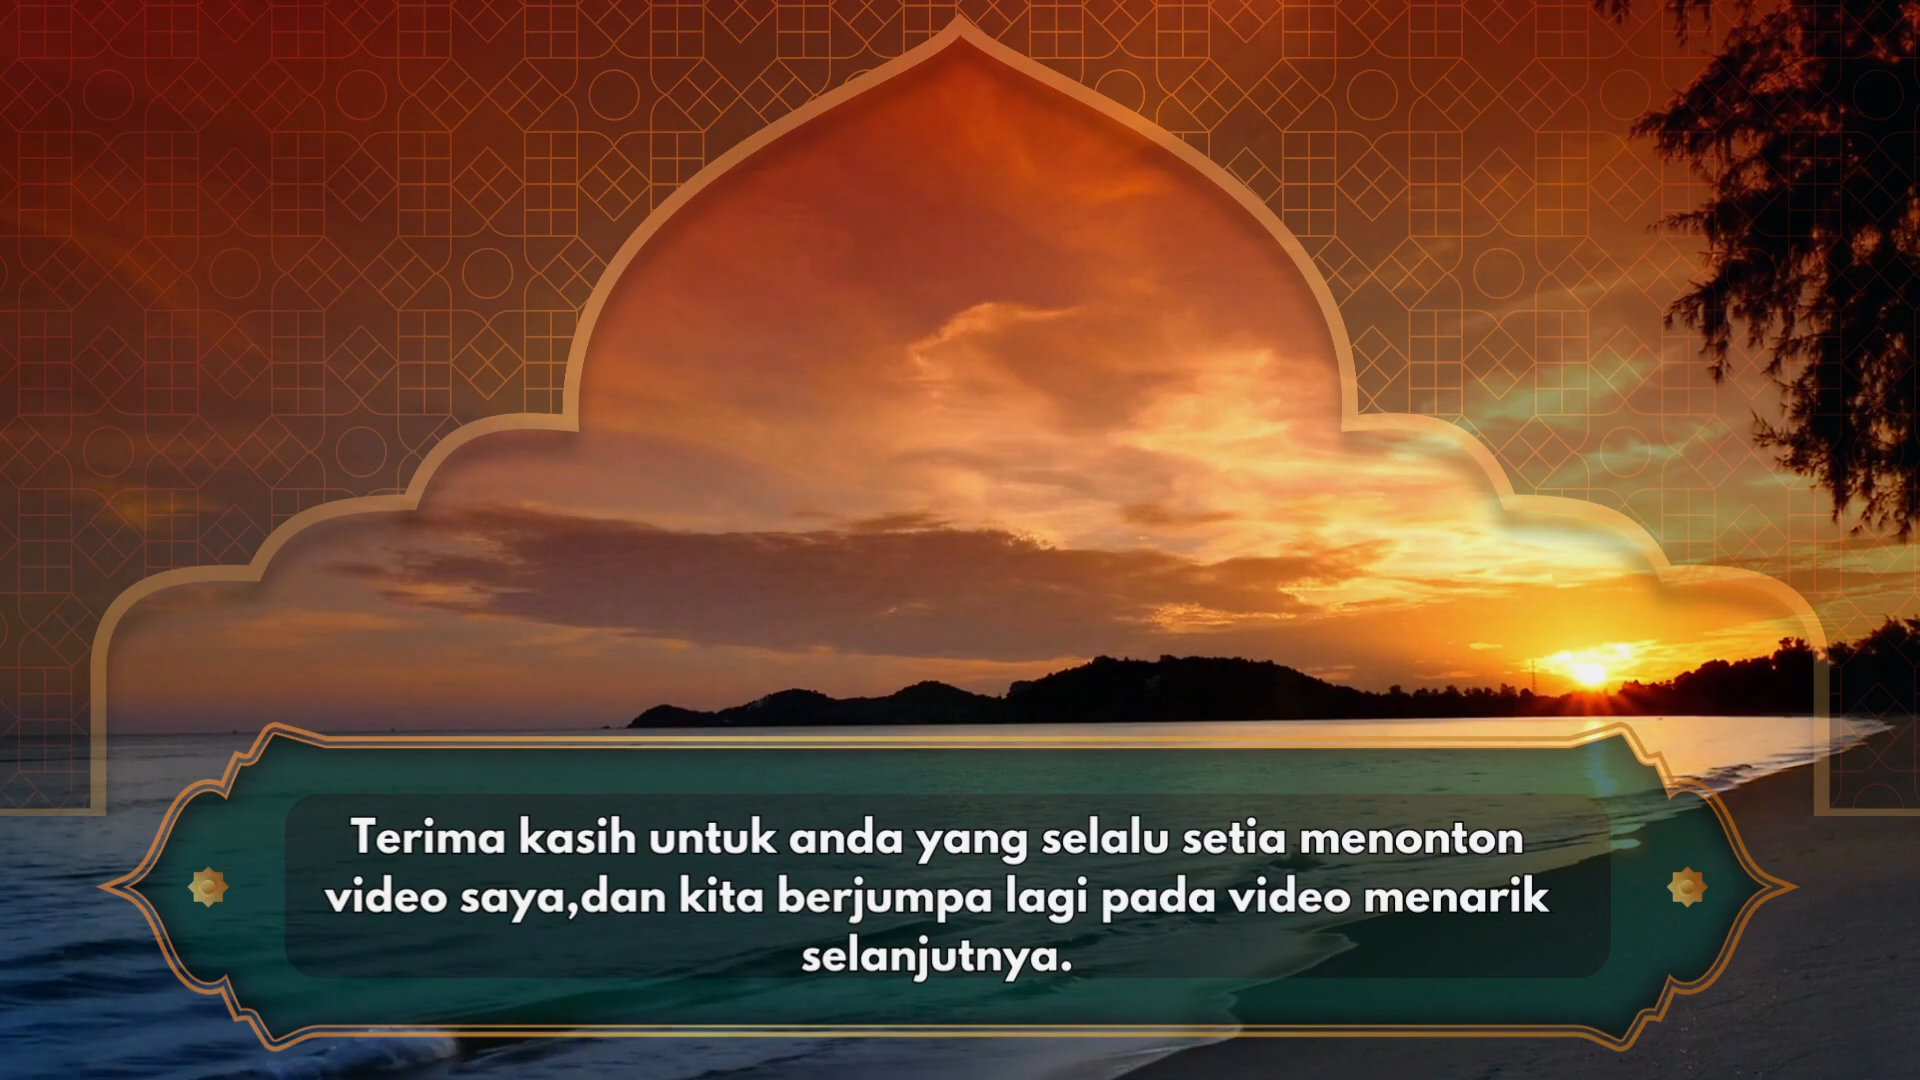 Terima kasih untuk anda yang selalu setia menonton
video saya,dan kita berjumpa lagi pada video menarik
selanjutnya.